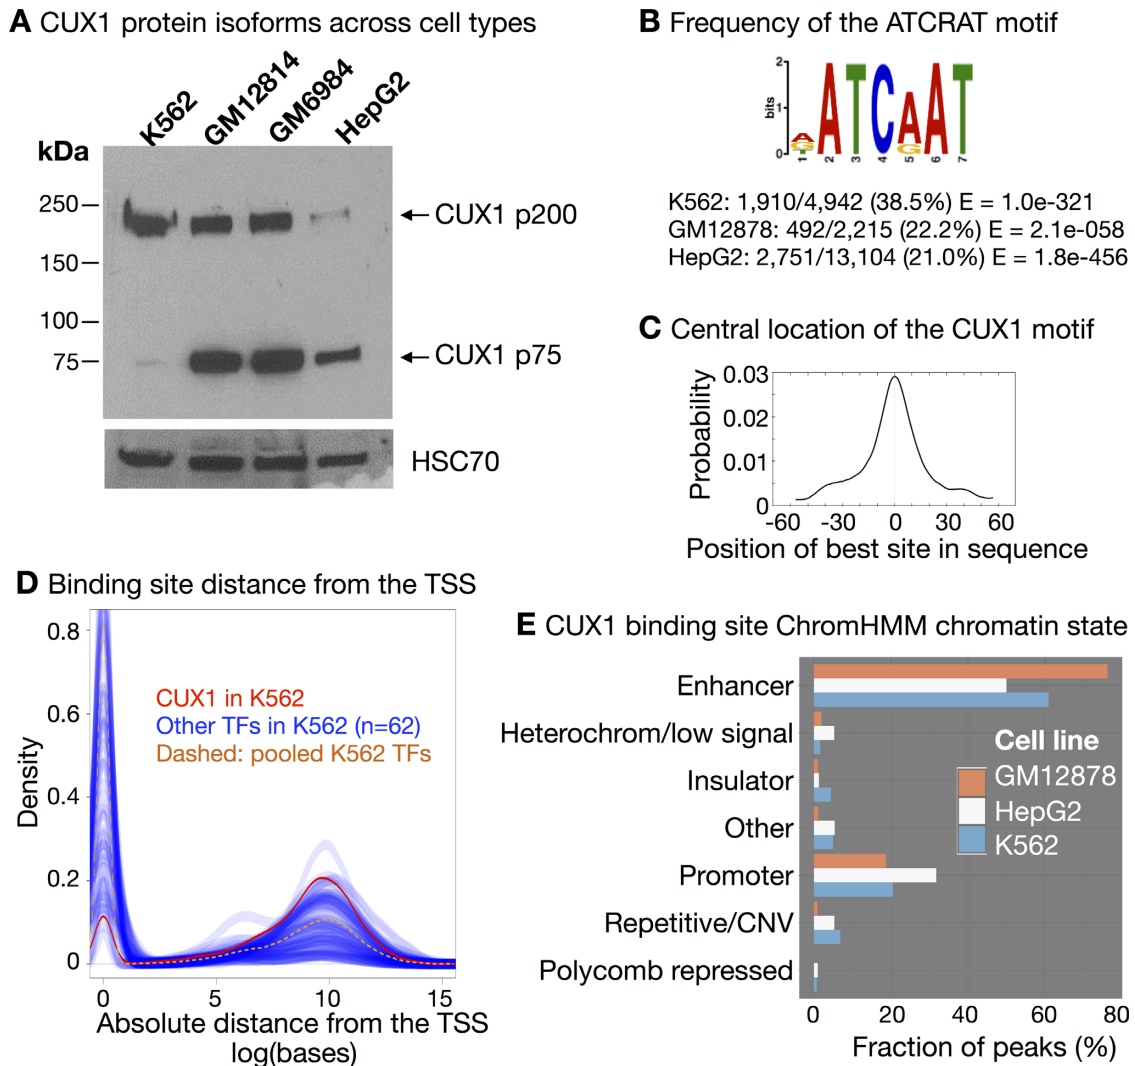 A CUX1 protein isoforms across cell types
K562
GM12814
GM6984
HepG2
kDa
250
150
100
75
CUX1 p200
CUX1 p75
HSC70
B Frequency of the ATCRAT motif
2
1
0
bits
A
G
T
A
T
C
A
G
A
T
1 2 3 4 5 6 7
K562: 1,910/4,942 (38.5%) E = 1.0e-321
GM12878: 492/2,215 (22.2%) E = 2.1e-058
HepG2: 2,751/13,104 (21.0%) E = 1.8e-456
C Central location of the CUX1 motif
Probability
0.03
0.02
0.01
0
-60 -30 0 30 60
Position of best site in sequence
D Binding site distance from the TSS
Density
0.8
0.6
0.4
0.2
0
CUX1 in K562
Other TFs in K562 (n=62)
Dashed: pooled K562 TFs
0 5 10 15
Absolute distance from the TSS
log(bases)
E CUX1 binding site ChromHMM chromatin state
Enhancer
Heterochrom/low signal
Insulator
Other
Promoter
Repetitive/CNV
Polycomb repressed
Cell line
GM12878
HepG2
K562
0 20 40 60 80
Fraction of peaks (%)